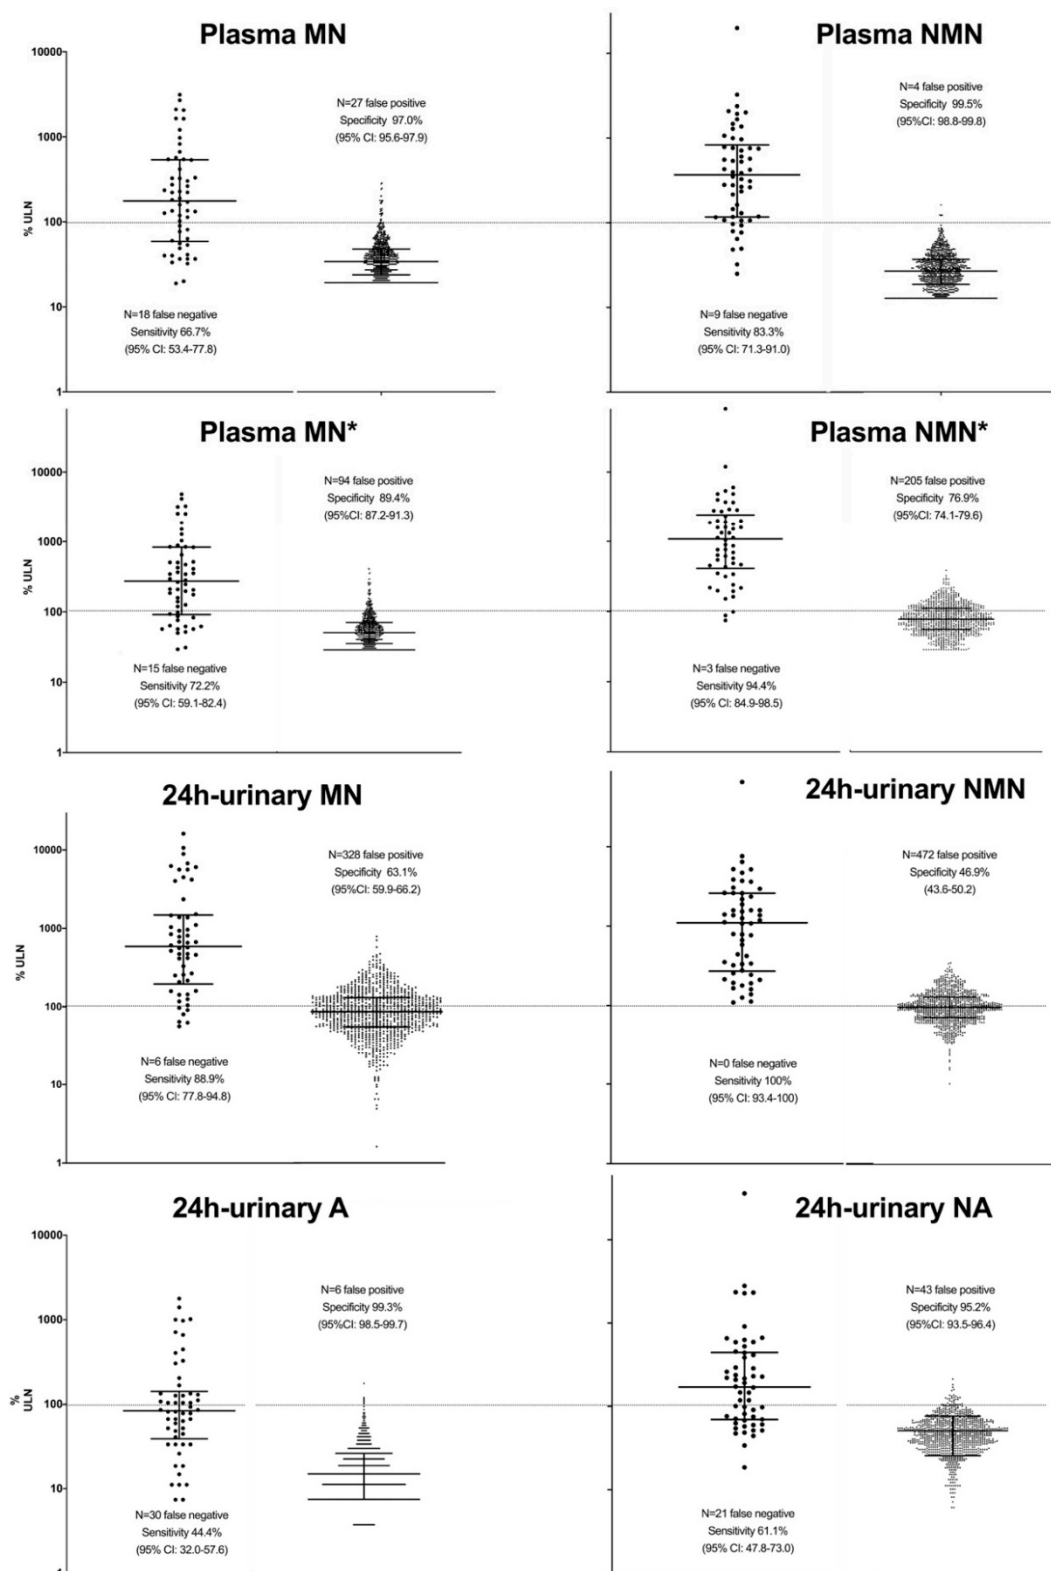 Plasma MN
Plasma NMN
10000
1000
100
10
1
% ULN
N=27 false positive
Specificity 97.0%
(95% CI: 95.6-97.9)
N=18 false negative
Sensitivity 66.7%
(95% CI: 53.4-77.8)
N=4 false positive
Specificity 99.5%
(95%CI: 98.8-99.8)
N=9 false negative
Sensitivity 83.3%
(95% CI: 71.3-91.0)
Plasma MN*
Plasma NMN*
10000
1000
100
10
1
% ULN
N=94 false positive
Specificity 89.4%
(95%CI: 87.2-91.3)
N=15 false negative
Sensitivity 72.2%
(95% CI: 59.1-82.4)
N=205 false positive
Specificity 76.9%
(95%CI: 74.1-79.6)
N=3 false negative
Sensitivity 94.4%
(95% CI: 84.9-98.5)
24h-urinary MN
24h-urinary NMN
10000
1000
100
10
1
% ULN
N=328 false positive
Specificity 63.1%
(95%CI: 59.9-66.2)
N=6 false negative
Sensitivity 88.9%
(95% CI: 77.8-94.8)
N=472 false positive
Specificity 46.9%
(43.6-50.2)
N=0 false negative
Sensitivity 100%
(95% CI: 93.4-100)
24h-urinary A
24h-urinary NA
10000
1000
100
10
1
%
ULN
N=6 false positive
Specificity 99.3%
(95%CI: 98.5-99.7)
N=30 false negative
Sensitivity 44.4%
(95% CI: 32.0-57.6)
N=43 false positive
Specificity 95.2%
(95%CI: 93.5-96.4)
N=21 false negative
Sensitivity 61.1%
(95% CI: 47.8-73.0)